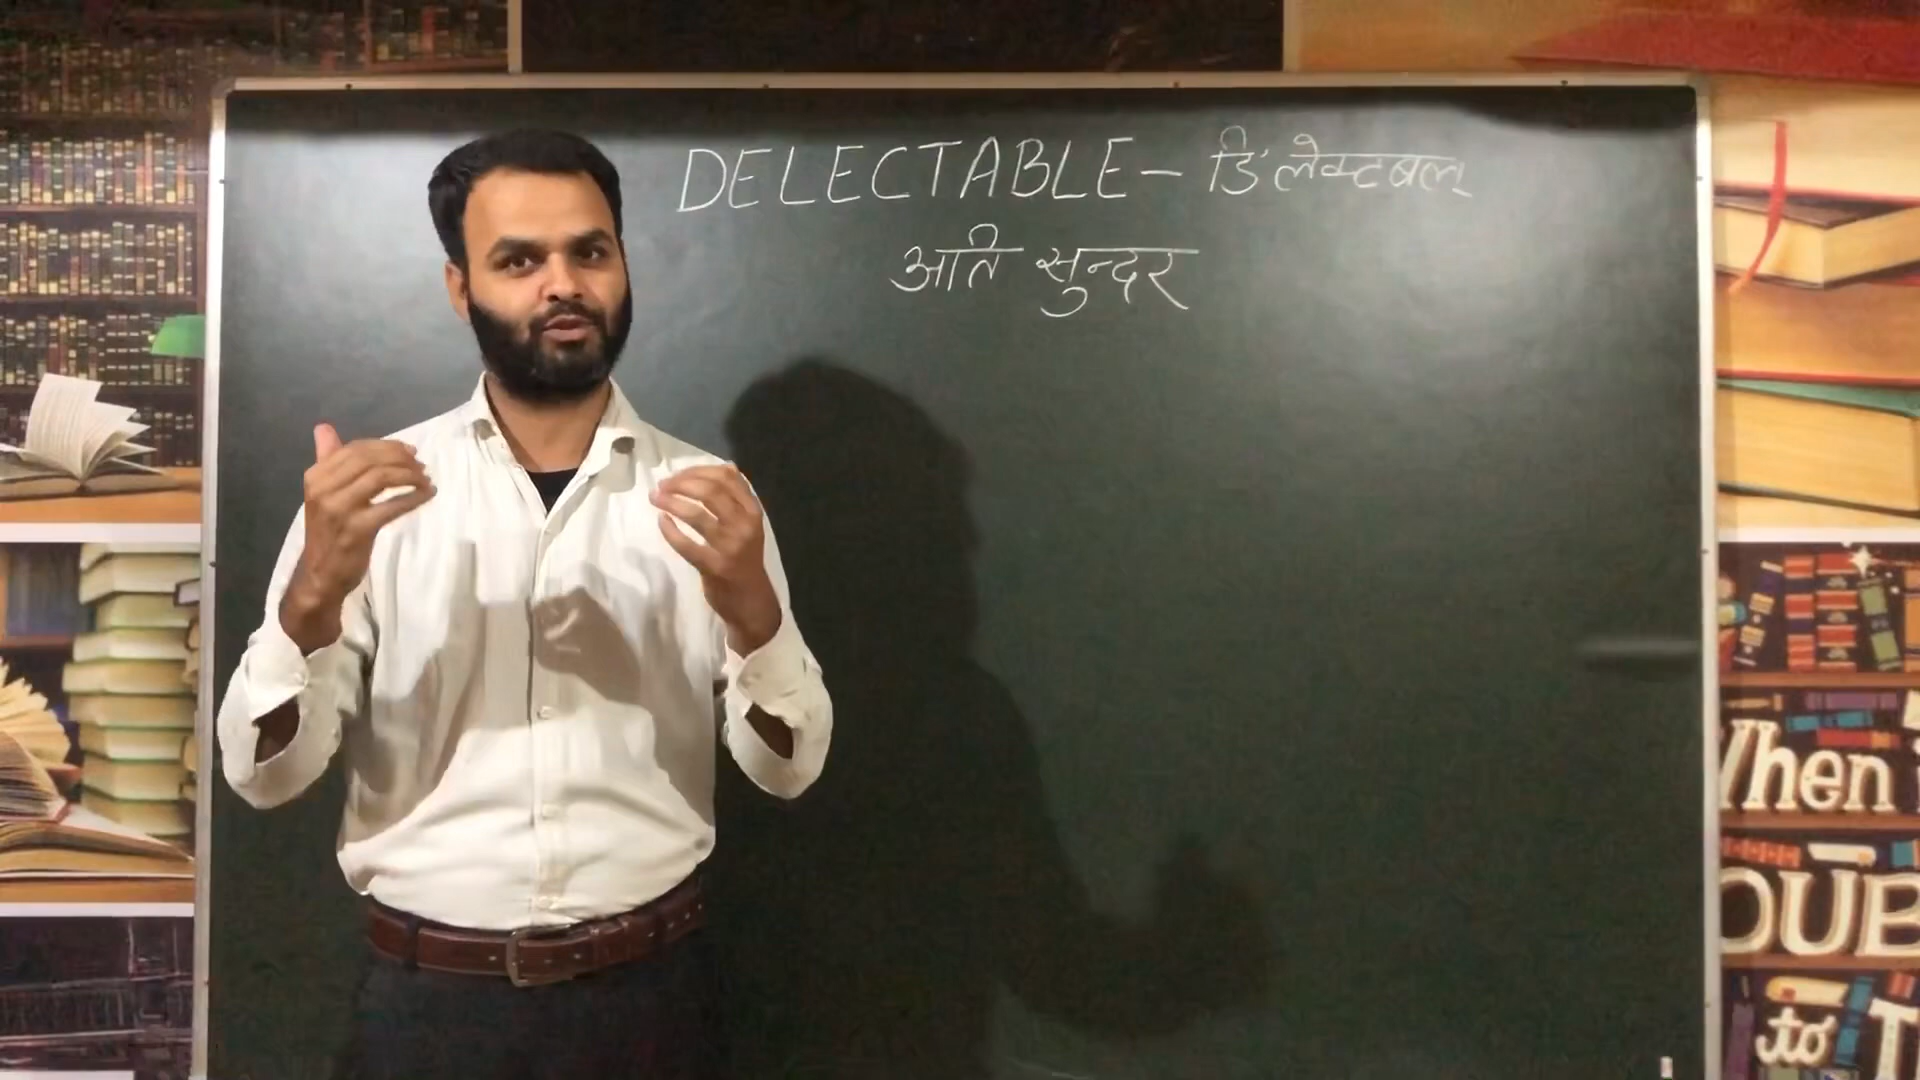 DELECTABLE – डिलेक्टबल
अति सुन्दर
When
OUB
to T